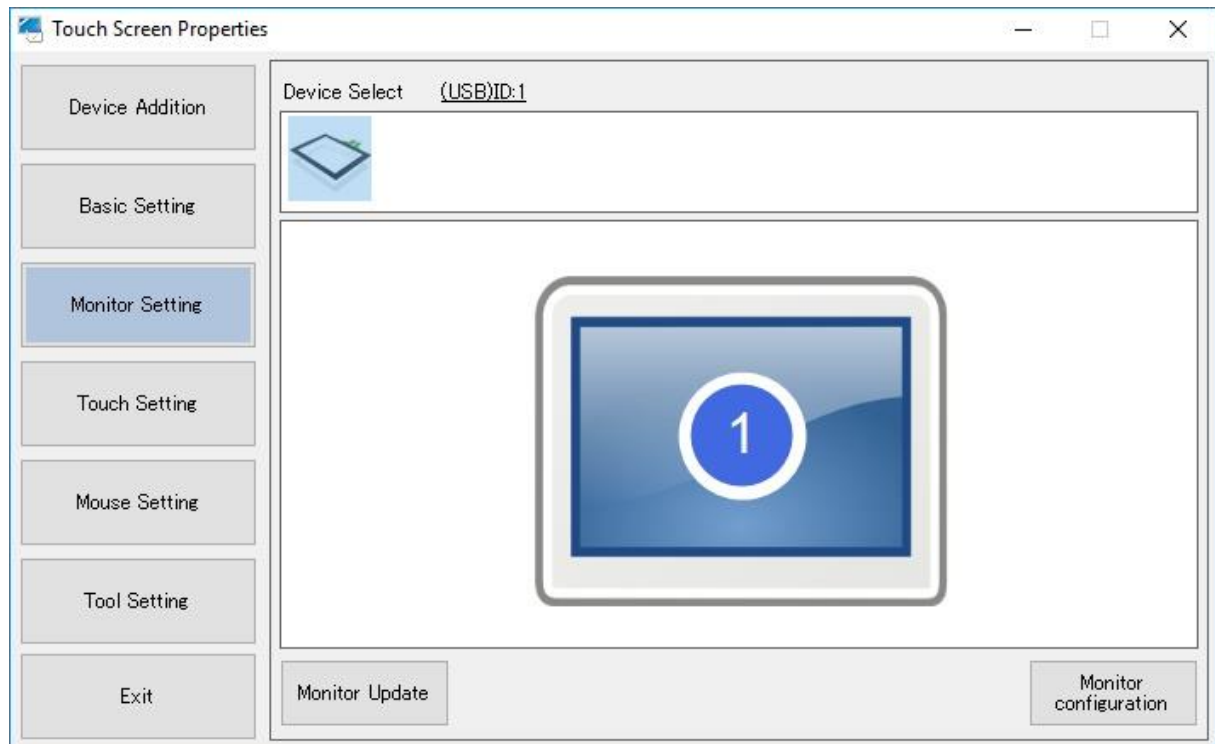 Touch Screen Properties
Device Addition
Basic Setting
Monitor Setting
Touch Setting
Mouse Setting
Tool Setting
Exit
Device Select (USB)ID:1
1
Monitor Update
Monitor
configuration